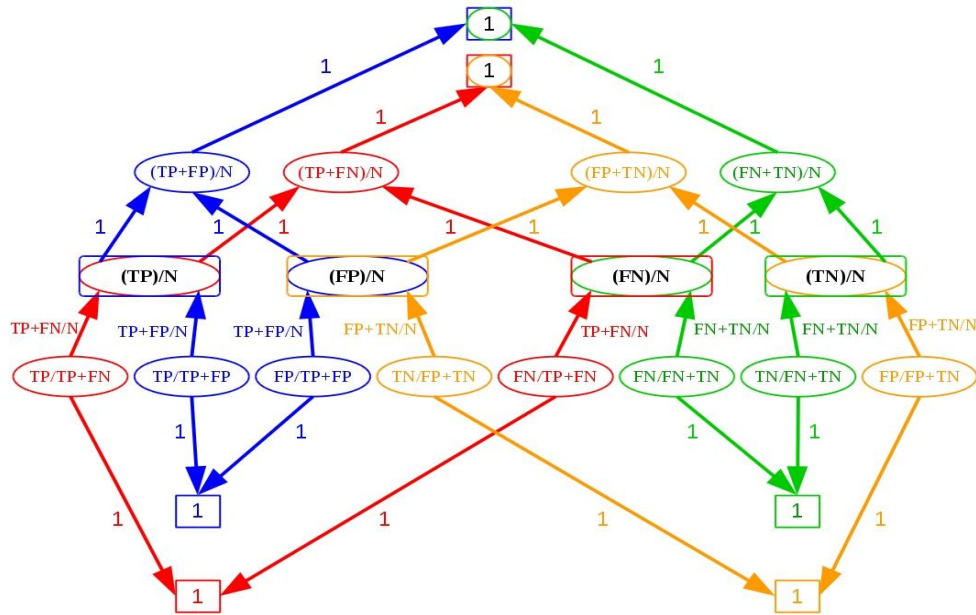 1
1
1
1
1
1
(TP+FP)/N
(TP+FN)/N
(FP+TN)/N
(FN+TN)/N
1
1
1
1
1
1
1
1
(TP)/N
(FP)/N
(FN)/N
(TN)/N
TP+FN/N
TP+FP/N
TP+FP/N
FP+TN/N
TP+FN/N
FN+TN/N
FN+TN/N
FP+TN/N
TP/TP+FN
TP/TP+FP
FP/TP+FP
TN/FP+TN
FN/TP+FN
FN/FN+TN
TN/FN+TN
FP/FP+TN
1
1
1
1
1
1
1
1
1
1
1
1